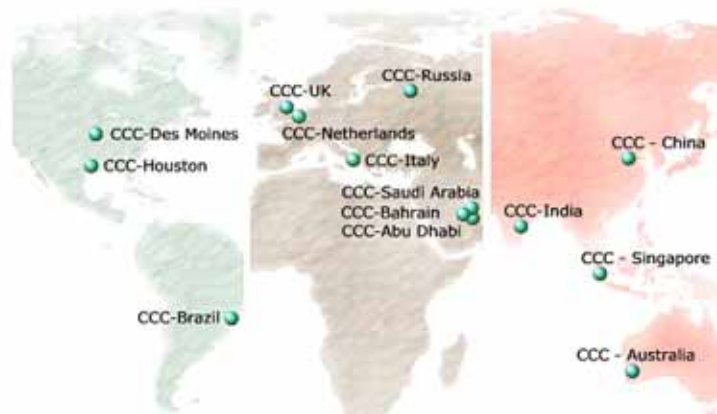 CCC-Russia
CCC-UK
CCC-Des Moines
CCC-Netherlands
CCC - China
CCC-Houston
CCC-Italy
CCC-Saudi Arabia
CCC-Bahrain
CCC-India
CCC-Abu Dhabi
CCC - Singapore
CCC-Brazil
CCC - Australia